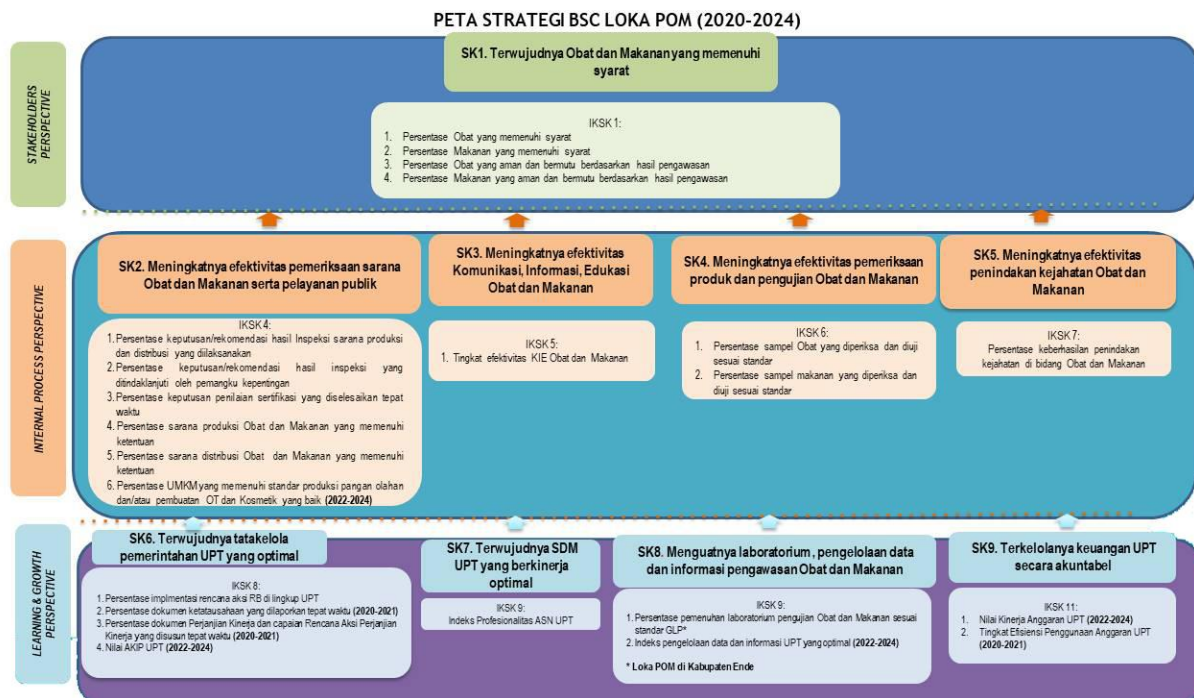 PETA STRATEGI BSC LOKA POM (2020-2024)
STAKEHOLDERS
PERSPECTIVE
SK1. Terwujudnya Obat dan Makanan yang memenuhi
syarat
IKSK 1:
1. Persentase Obat yang memenuhi syarat
2. Persentase Makanan yang memenuhi syarat
3. Persentase Obat yang aman dan bermutu berdasarkan hasil pengawasan
4. Persentase Makanan yang aman dan bermutu berdasarkan hasil pengawasan
INTERNAL PROCESS PERSPECTIVE
SK2. Meningkatnya efektivitas pemeriksaan sarana
Obat dan Makanan serta pelayanan publik
IKSK 4:
1. Persentase keputusan/rekomendasi hasil Inspeksi sarana produksi
dan distribusi yang diilaksanakan
2. Persentase keputusan/rekomendasi hasil inspeksi yang
ditindaklanjuti oleh pemangku kepentingan
3. Persentase keputusan penilaian sertifikasi yang diselesaikan tepat
waktu
4. Persentase sarana produksi Obat dan Makanan yang memenuhi
ketentuan
5. Persentase sarana distribusi Obat dan Makanan yang memenuhi
ketentuan
6. Persentase UMKM yang memenuhi standar produksi pangan olahan
dan/atau pembuatan OT dan Kosmetik yang baik (2022-2024)
SK3. Meningkatnya efektivitas
Komunikasi, Informasi, Edukasi
Obat dan Makanan
IKSK 5:
1. Tingkat efektivitas KIE Obat dan Makanan
SK4. Meningkatnya efektivitas pemeriksaan
produk dan pengujian Obat dan Makanan
IKSK 6:
1. Persentase sampel Obat yang diperiksa dan diuji
sesuai standar
2. Persentase sampel makanan yang diperiksa dan
diuji sesuai standar
SK5. Meningkatnya efektivitas
penindakan kejahatan Obat dan
Makanan
IKSK 7:
Persentase keberhasilan penindakan
kejahatan di bidang Obat dan Makanan
LEARNING & GROWTH
PERSPECTIVE
SK6. Terwujudnya tatakelola
pemerintahan UPT yang optimal
IKSK 8:
1. Persentase implmntasi rencana aksi RB di lingkup UPT
2. Persentase dokumen ketatausahaan yang dilaporkan tepat waktu (2020-2021)
3. Persentase dokumen Perjanjian Kinerja dan capaian Rencana Aksi Perjanjian
Kinerja yang disusun tepat waktu (2020-2021)
4. Nilai AKIP UPT (2022-2024)
SK7. Terwujudnya SDM
UPT yang berkinerja
optimal
IKSK 9:
Indeks Profesionalitas ASN UPT
SK8. Menguatnya laboratorium, pengelolaan data
dan informasi pengawasan Obat dan Makanan
IKSK 9:
1. Persentase pemenuhan laboratorium pengujian Obat dan Makanan sesuai
standar GLP*
2. Indeks pengelolaan data dan informasi UPT yang optimal (2022-2024)
* Loka POM di Kabupaten Ende
SK9. Terkelolanya keuangan UPT
secara akuntabel
IKSK 11:
1. Nilai Kinerja Anggaran UPT (2022-2024)
2. Tingkat Efisiensi Penggunaan Anggaran UPT
(2020-2021)